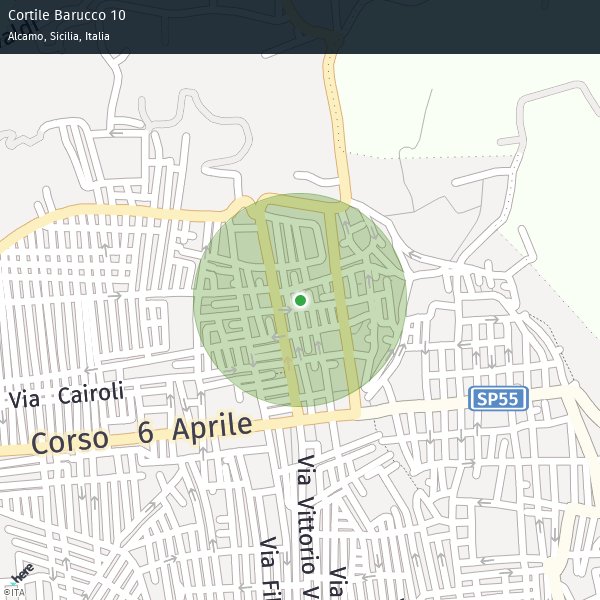 Cortile Barucco 10
Alcamo, Sicilia, Italia
Via Cairoli
Corso 6 Aprile
SP55
Via Vittorio V
Via Fi
Via
here
©ITA